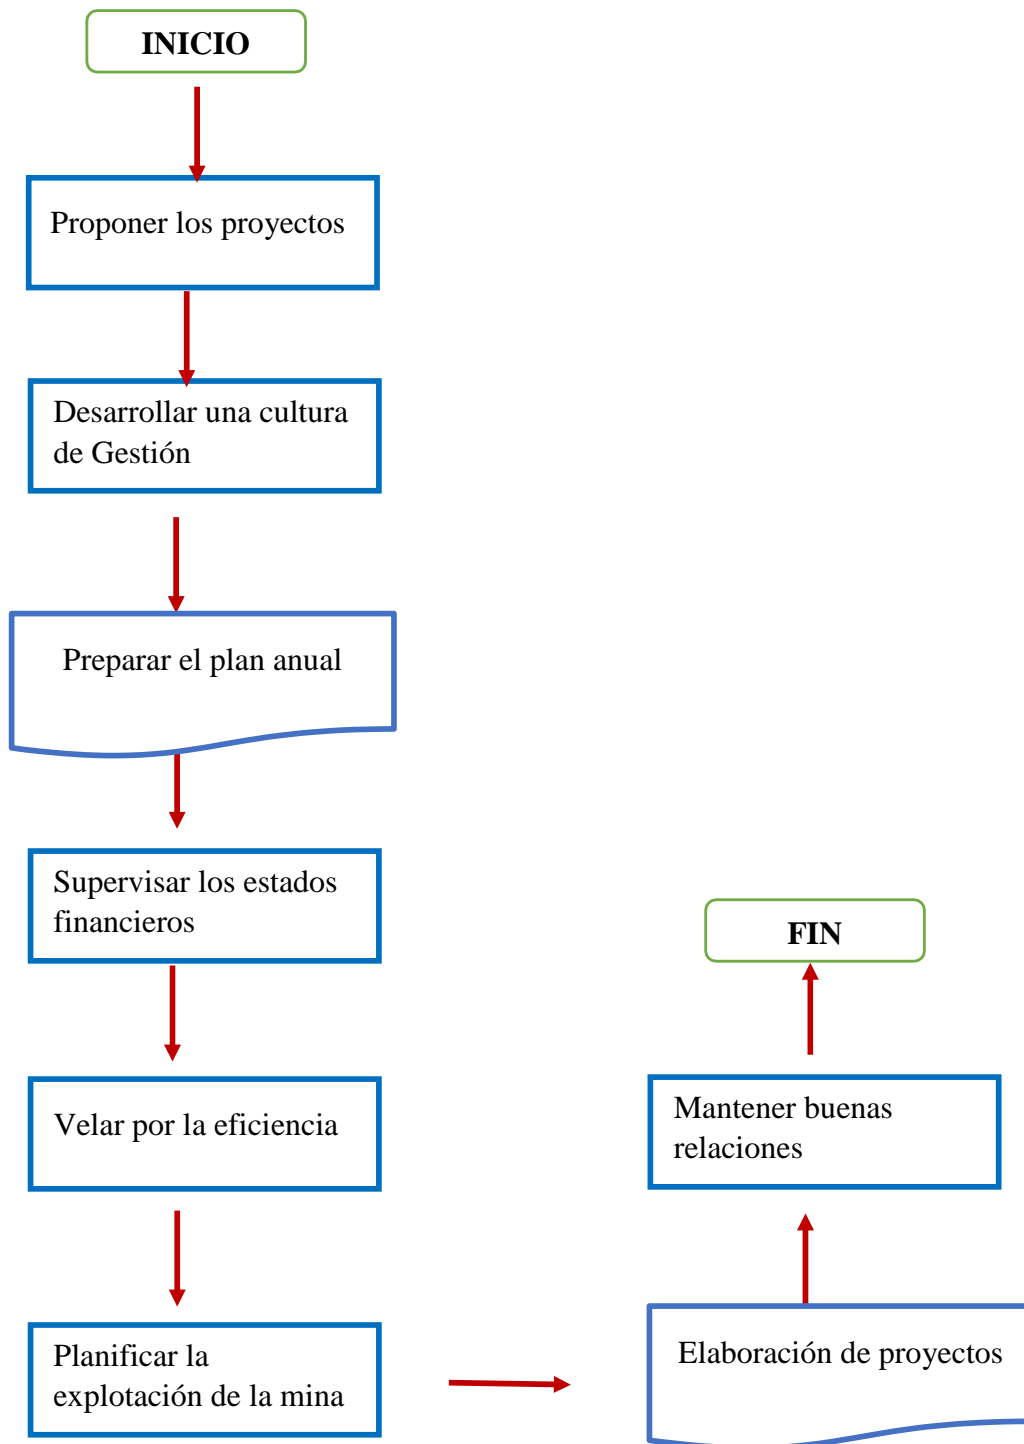 INICIO
Proponer los proyectos
Desarrollar una cultura
de Gestión
Preparar el plan anual
Supervisar los estados
financieros
Velar por la eficiencia
Planificar la
explotación de la mina
Elaboración de proyectos
Mantener buenas
relaciones
FIN